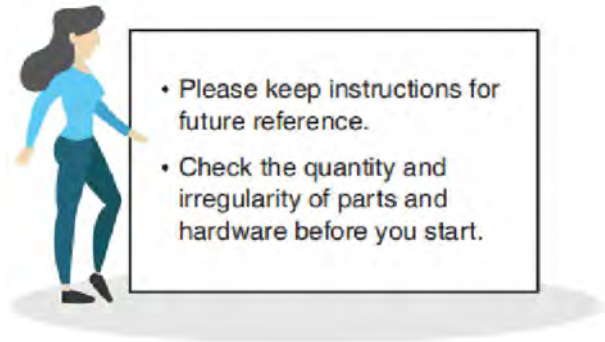 • Please keep instructions for
future reference.
• Check the quantity and
irregularity of parts and
hardware before you start.